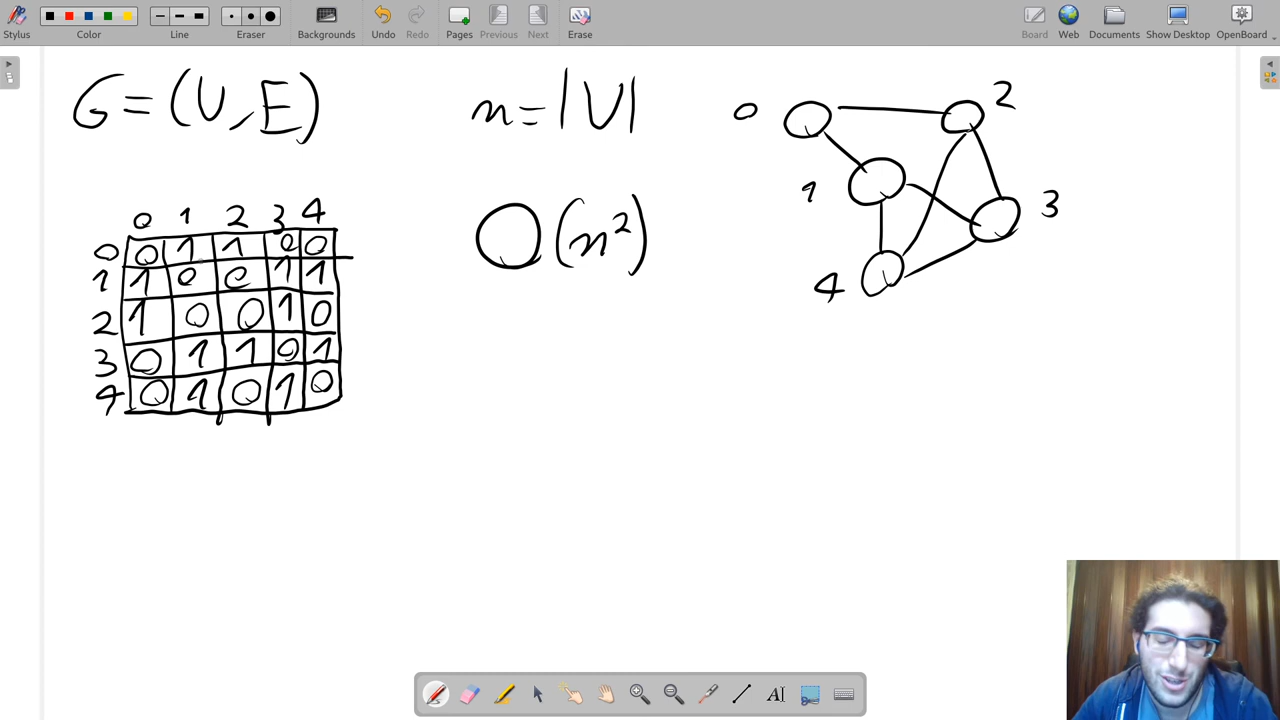 Stylus Color Line Eraser Backgrounds Undo Redo Pages Previous Next Erase Board Web Documents Show Desktop OpenBoard
G = (V, E) n = |V|
O(n²)
0 2
1 3
4
0 1 2 3 4
0 0 1 1 0 0
1 1 0 0 1 1
2 1 0 0 1 0
3 0 1 1 0 1
4 0 1 0 1 0
AI